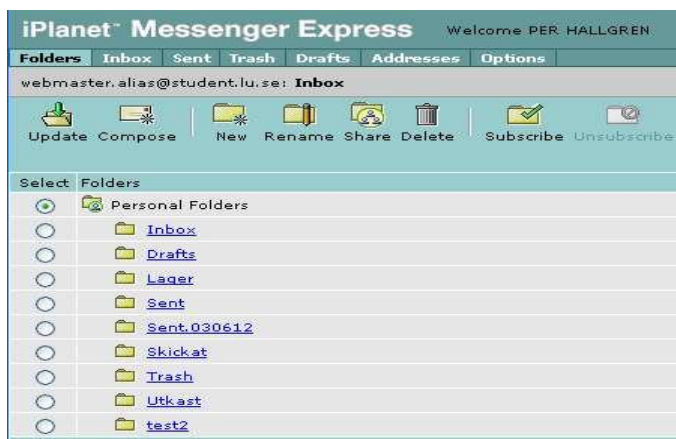 iPlanet™ Messenger Express Welcome PER HALLGREN
Folders Inbox Sent Trash Drafts Addresses Options
webmaster.alias@student.lu.se: Inbox
Update Compose New Rename Share Delete Subscribe Unsubscribe
Select Folders
Personal Folders
Inbox
Drafts
Lager
Sent
Sent.030612
Skickat
Trash
Utkast
test2